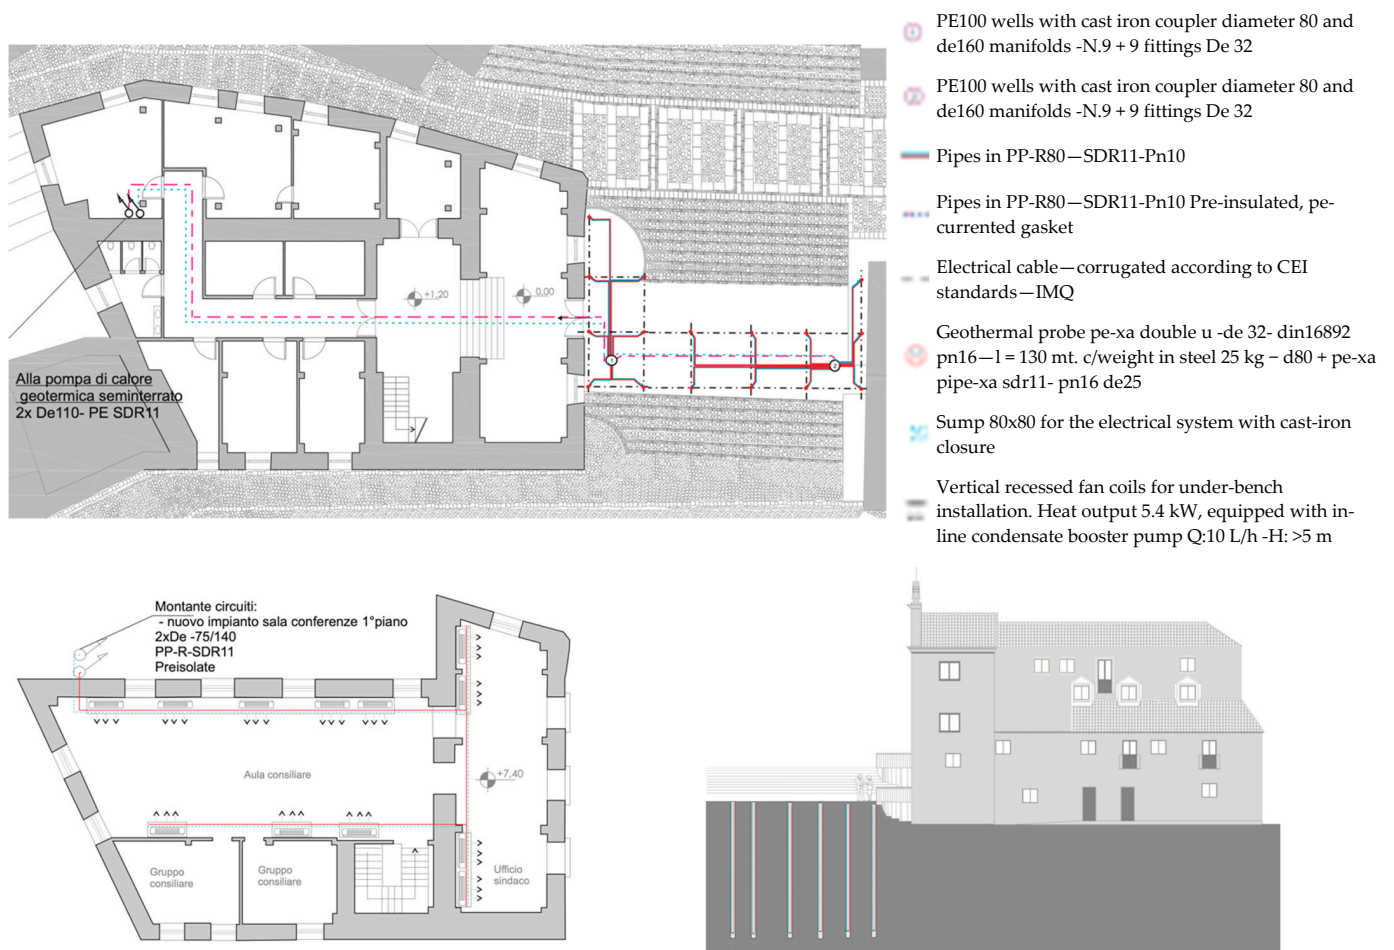 PE100 wells with cast iron coupler diameter 80 and
de160 manifolds -N.9 + 9 fittings De 32
PE100 wells with cast iron coupler diameter 80 and
de160 manifolds -N.9 + 9 fittings De 32
Pipes in PP-R80—SDR11-Pn10
Pipes in PP-R80—SDR11-Pn10 Pre-insulated, pe-
currented gasket
Electrical cable—corrugated according to CEI
standards—IMQ
Geothermal probe pe-xa double u -de 32- din16892
pn16—l = 130 mt. c/weight in steel 25 kg − d80 + pe-xa
pipe-xa sdr11- pn16 de25
Sump 80x80 for the electrical system with cast-iron
closure
Vertical recessed fan coils for under-bench
installation. Heat output 5.4 kW, equipped with in-
line condensate booster pump Q:10 L/h -H: >5 m
+1,20
0,00
1
2
Alla pompa di calore
geotermica seminterrato
2x De110- PE SDR11
Montante circuiti:
- nuovo impianto sala conferenze 1°piano
2xDe -75/140
PP-R-SDR11
Preisolate
Aula consiliare
+7,40
Gruppo
consiliare
Gruppo
consiliare
Ufficio
sindaco